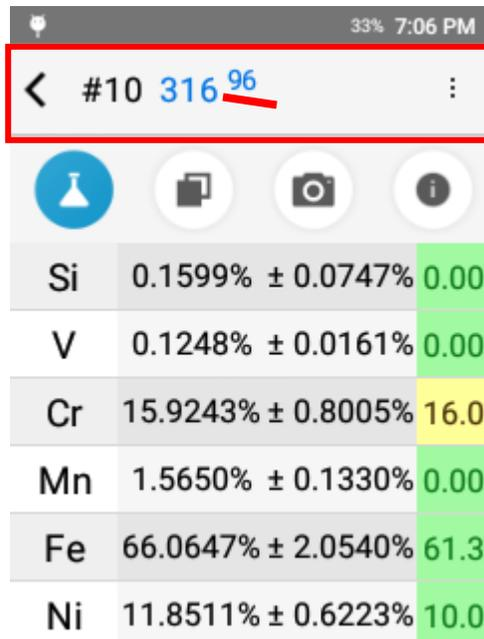 33% 7:06 PM
#10 316 96
Si 0.1599% ± 0.0747% 0.00
V 0.1248% ± 0.0161% 0.00
Cr 15.9243% ± 0.8005% 16.0
Mn 1.5650% ± 0.1330% 0.00
Fe 66.0647% ± 2.0540% 61.3
Ni 11.8511% ± 0.6223% 10.0